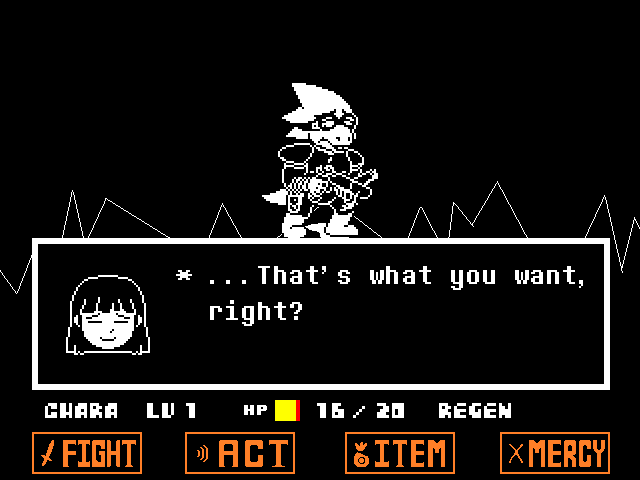 * ...That's what you want,
right?
CHARA LV 1 HP 16 / 20 REGEN
FIGHT ACT ITEM MERCY